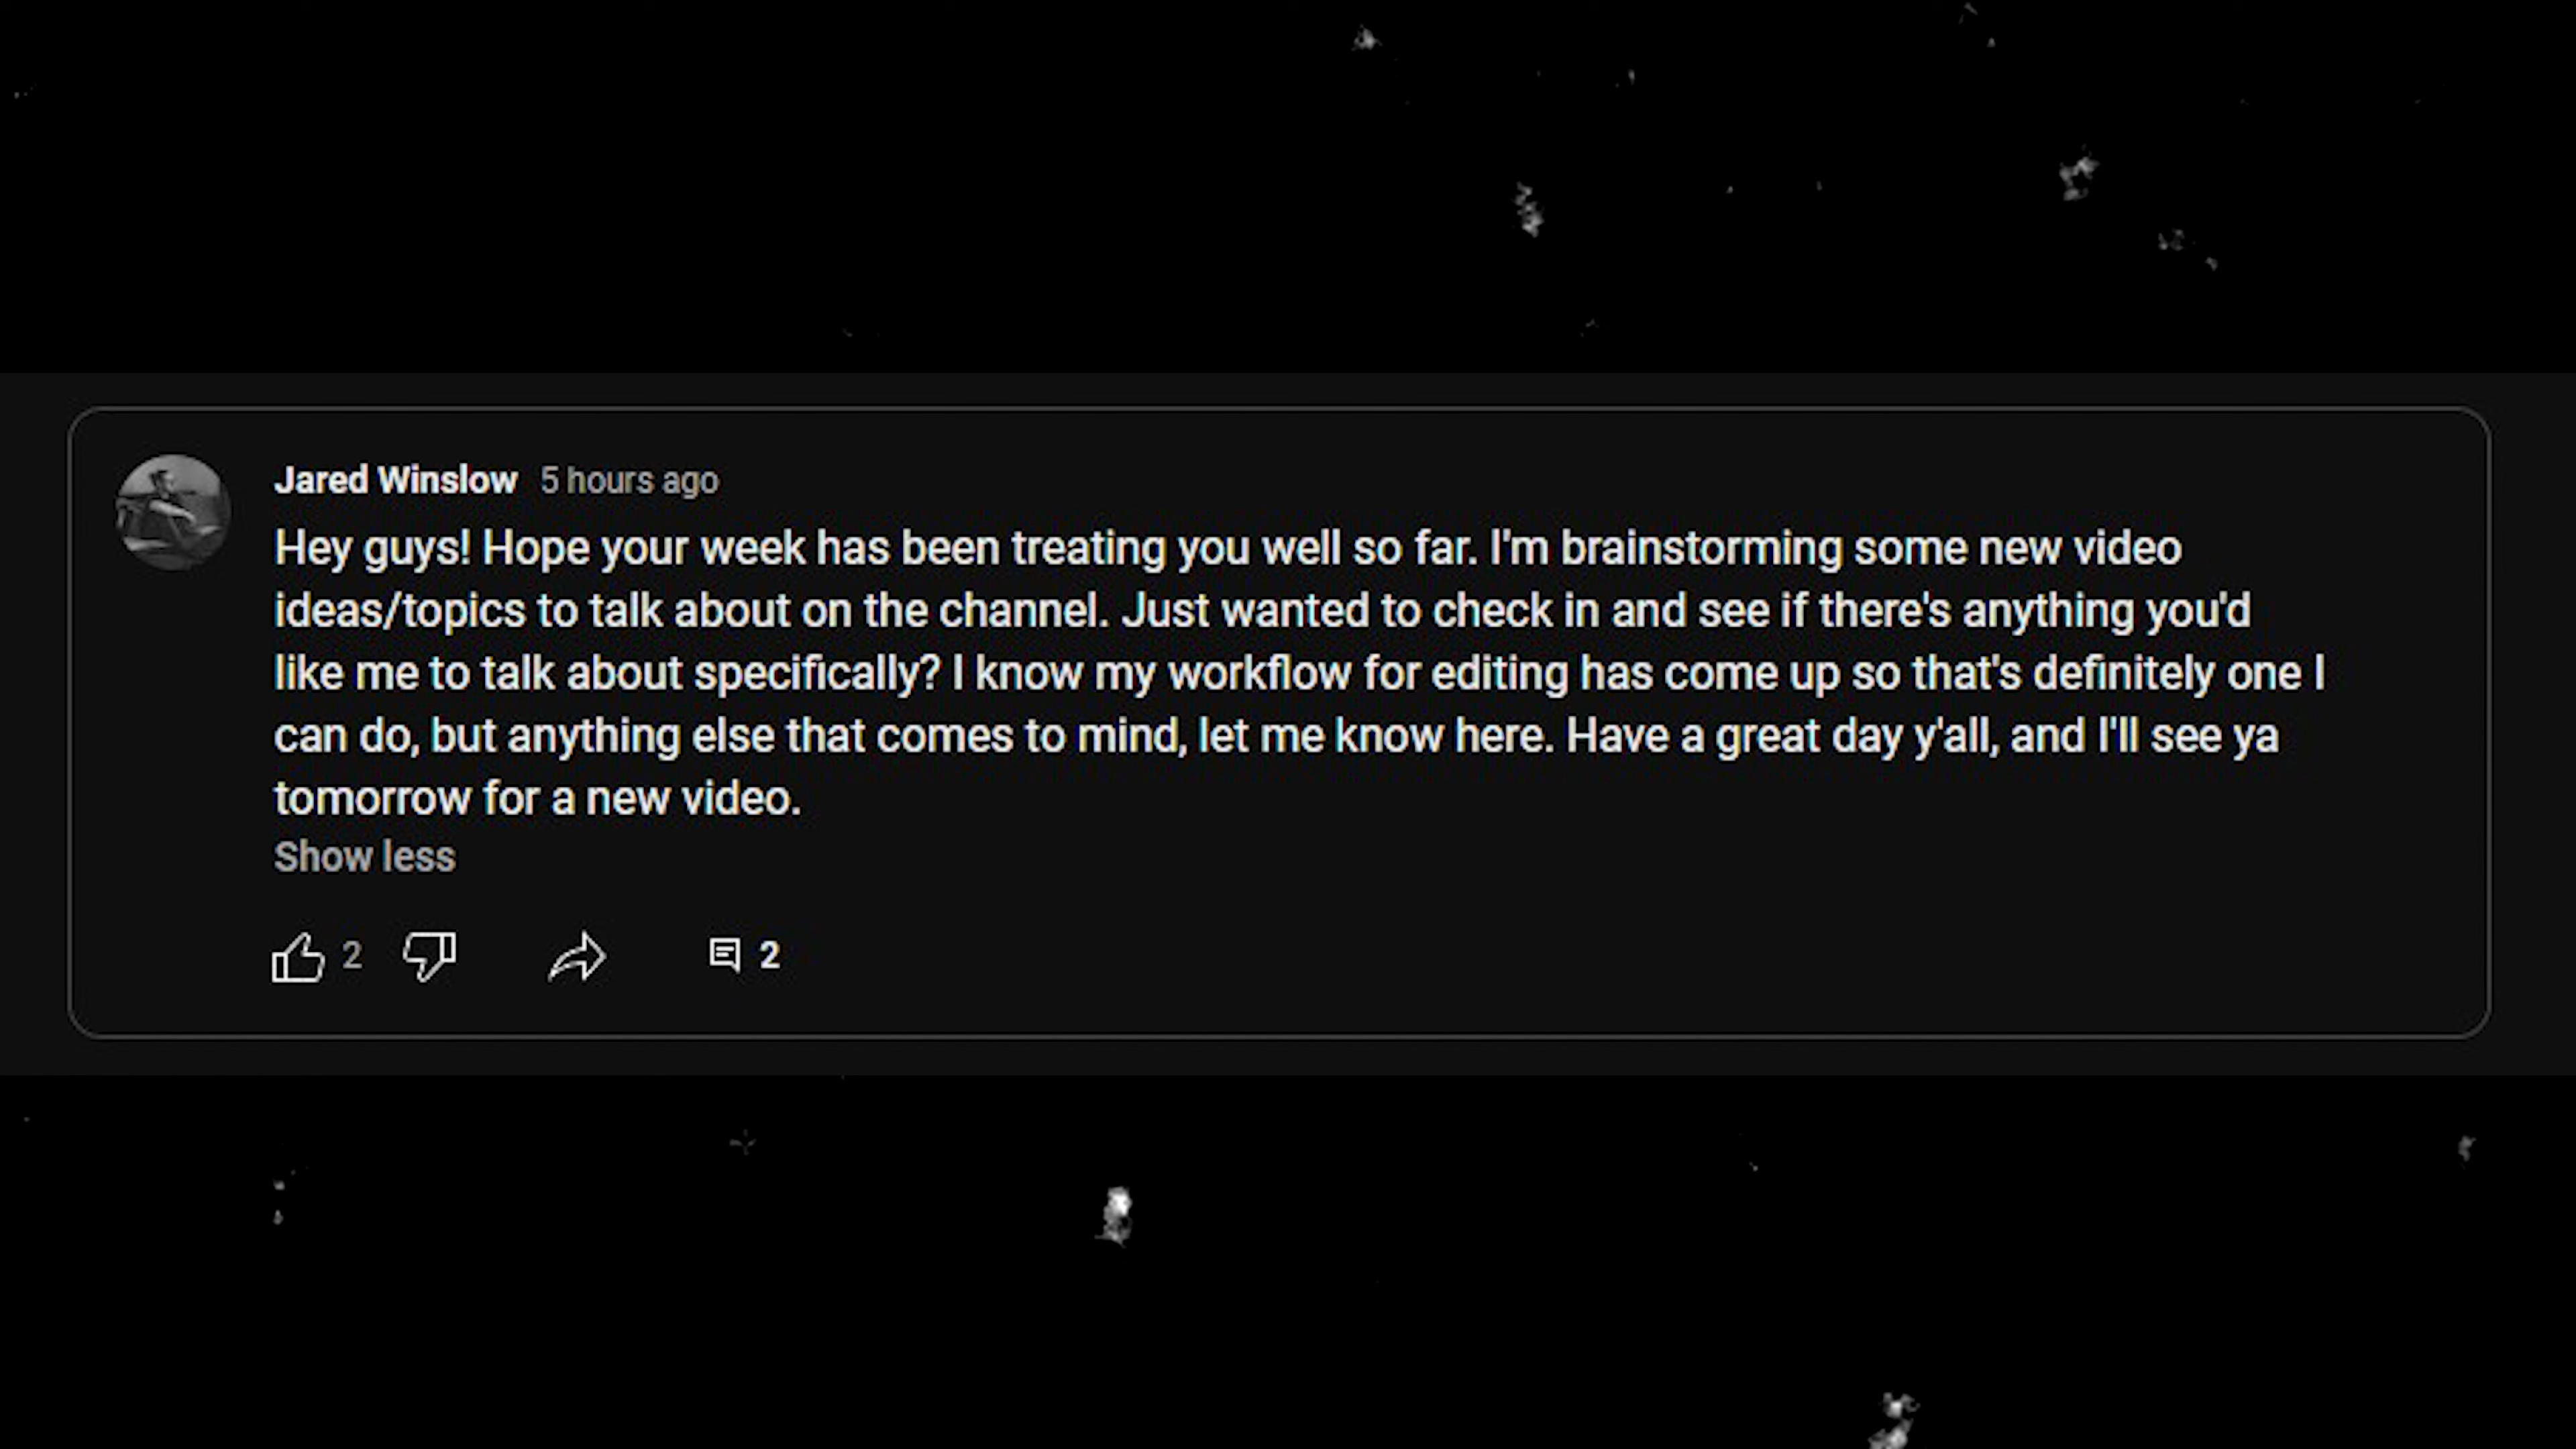 Jared Winslow 5 hours ago
Hey guys! Hope your week has been treating you well so far. I'm brainstorming some new video
ideas/topics to talk about on the channel. Just wanted to check in and see if there's anything you'd
like me to talk about specifically? I know my workflow for editing has come up so that's definitely one I
can do, but anything else that comes to mind, let me know here. Have a great day y'all, and I'll see ya
tomorrow for a new video.
Show less
2 2